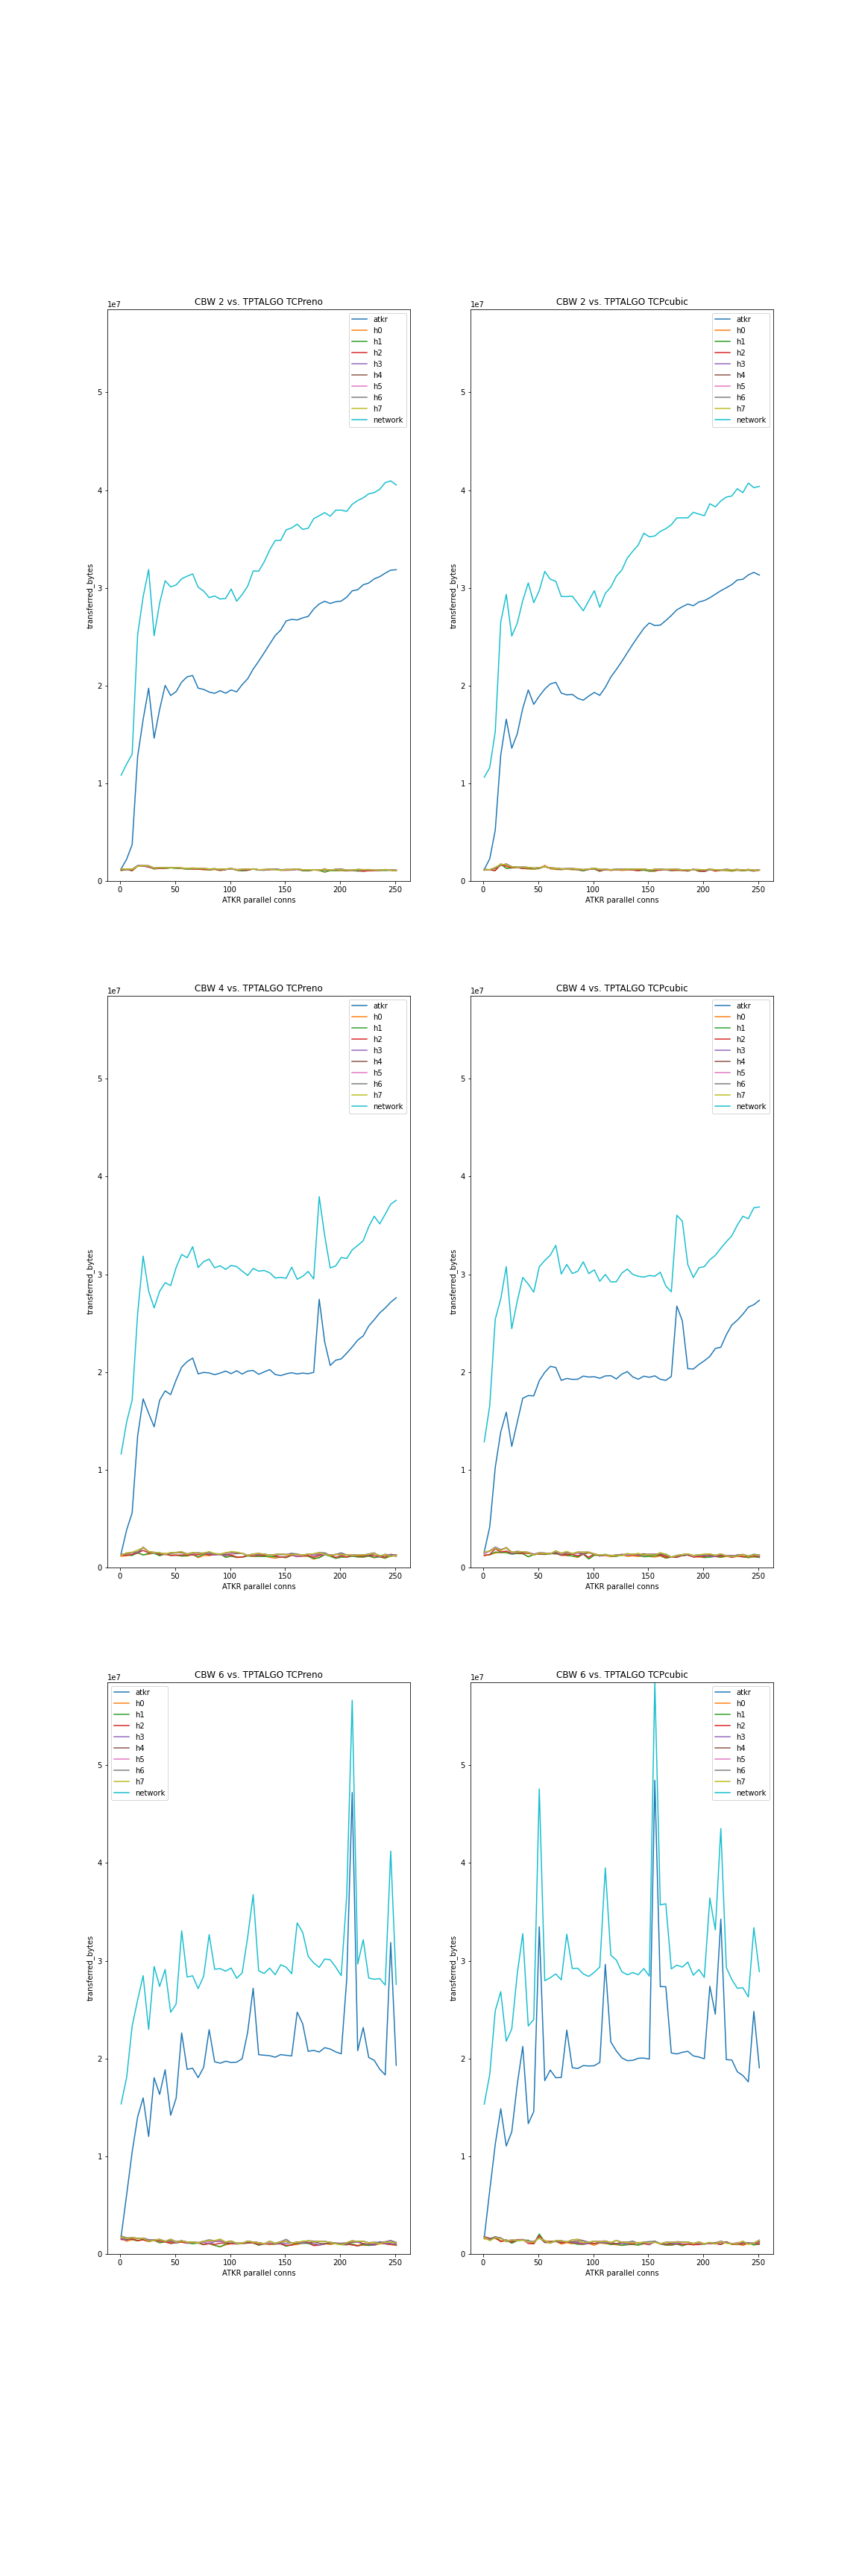 CBW 2 vs. TPTALGO TCPreno
1e7
transferred_bytes
5
4
3
2
1
0
0 50 100 150 200 250
ATKR parallel conns
atkr
h0
h1
h2
h3
h4
h5
h6
h7
network
CBW 2 vs. TPTALGO TCPcubic
1e7
transferred_bytes
5
4
3
2
1
0
0 50 100 150 200 250
ATKR parallel conns
atkr
h0
h1
h2
h3
h4
h5
h6
h7
network
CBW 4 vs. TPTALGO TCPreno
1e7
transferred_bytes
5
4
3
2
1
0
0 50 100 150 200 250
ATKR parallel conns
atkr
h0
h1
h2
h3
h4
h5
h6
h7
network
CBW 4 vs. TPTALGO TCPcubic
1e7
transferred_bytes
5
4
3
2
1
0
0 50 100 150 200 250
ATKR parallel conns
atkr
h0
h1
h2
h3
h4
h5
h6
h7
network
CBW 6 vs. TPTALGO TCPreno
1e7
transferred_bytes
5
4
3
2
1
0
0 50 100 150 200 250
ATKR parallel conns
atkr
h0
h1
h2
h3
h4
h5
h6
h7
network
CBW 6 vs. TPTALGO TCPcubic
1e7
transferred_bytes
5
4
3
2
1
0
0 50 100 150 200 250
ATKR parallel conns
atkr
h0
h1
h2
h3
h4
h5
h6
h7
network